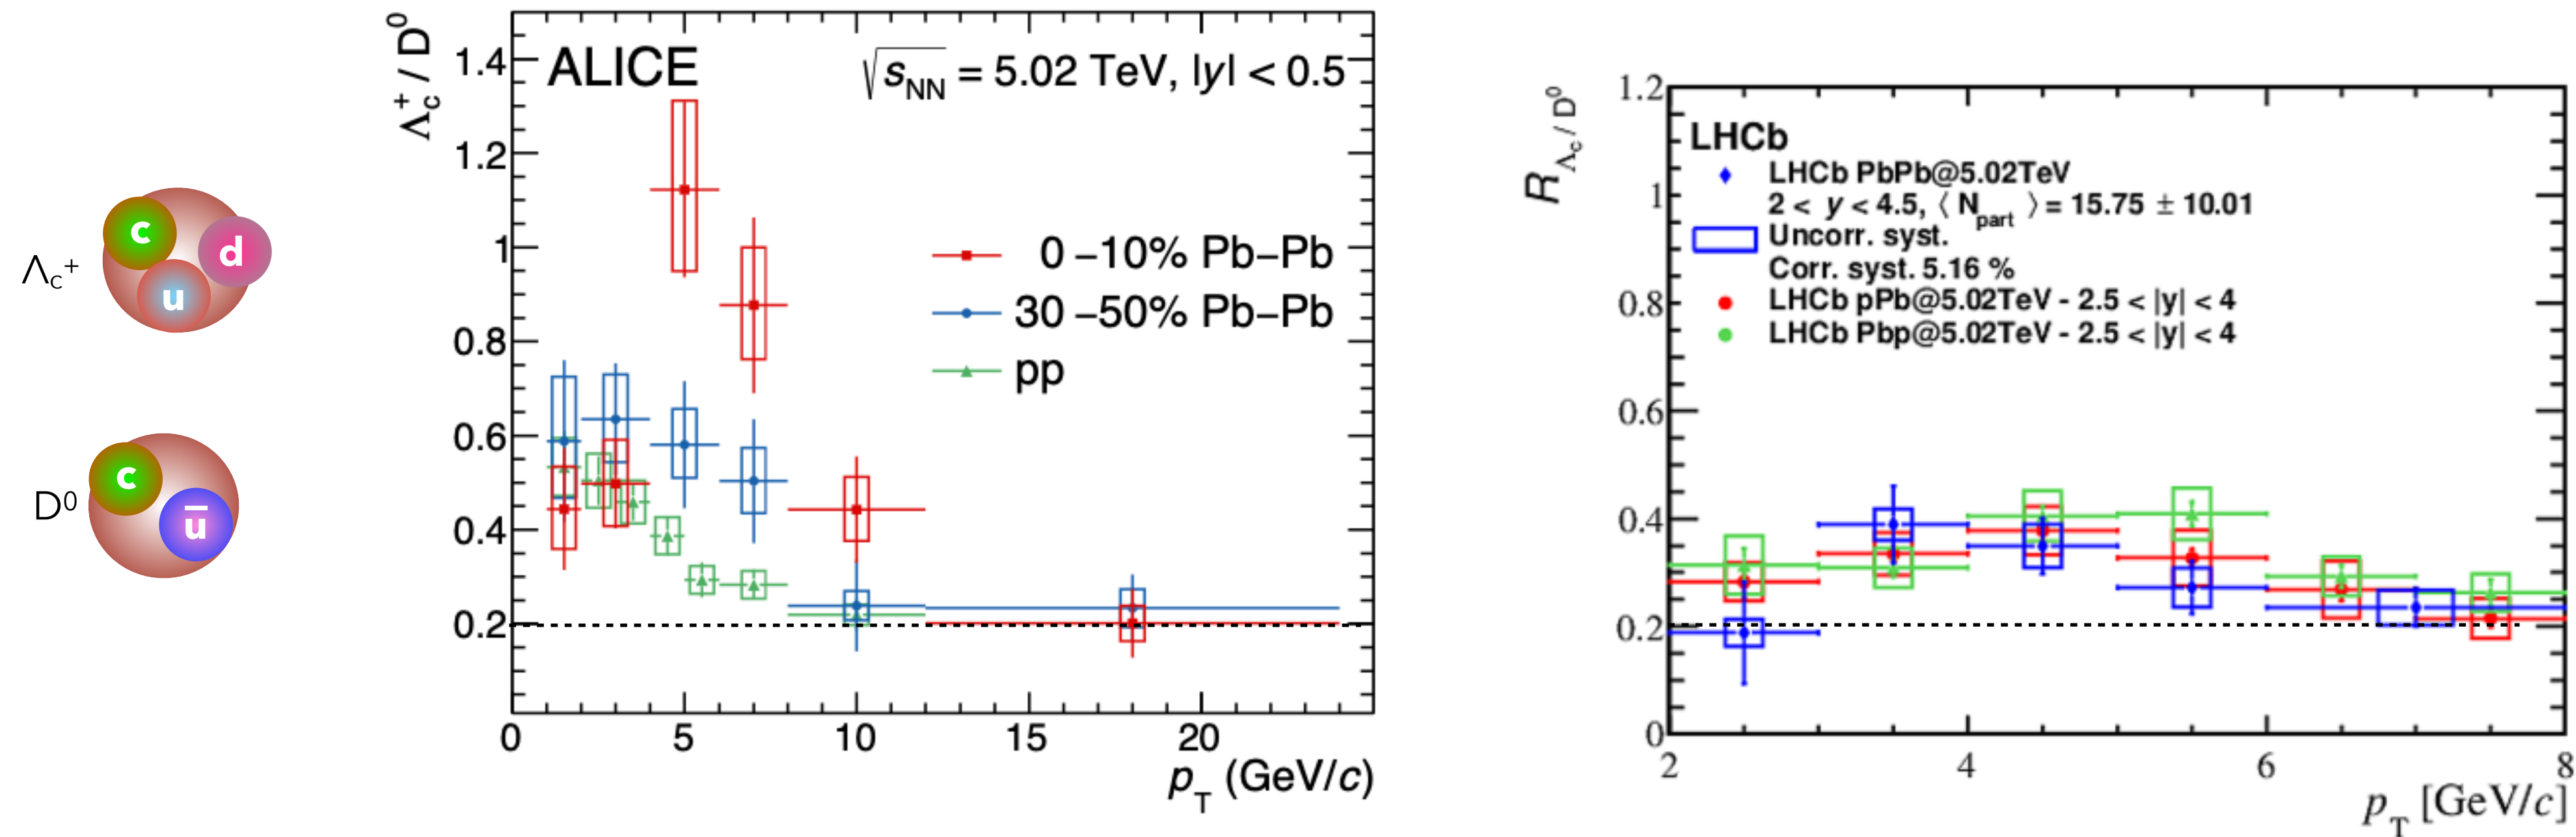 Λc+
c
d
u
D0
c
ū
Λc+ / D0
ALICE
√sNN = 5.02 TeV, |y| < 0.5
0 –10% Pb–Pb
30 –50% Pb–Pb
pp
1.4
1.2
1
0.8
0.6
0.4
0.2
0 5 10 15 20
pT (GeV/c)
RΛc / D0
LHCb
LHCb PbPb@5.02TeV
2 < y < 4.5, ⟨ Npart ⟩ = 15.75 ± 10.01
Uncorr. syst.
Corr. syst. 5.16 %
LHCb pPb@5.02TeV - 2.5 < |y| < 4
LHCb Pbp@5.02TeV - 2.5 < |y| < 4
1.2
1
0.8
0.6
0.4
0.2
0
2 4 6 8
pT [GeV/c]